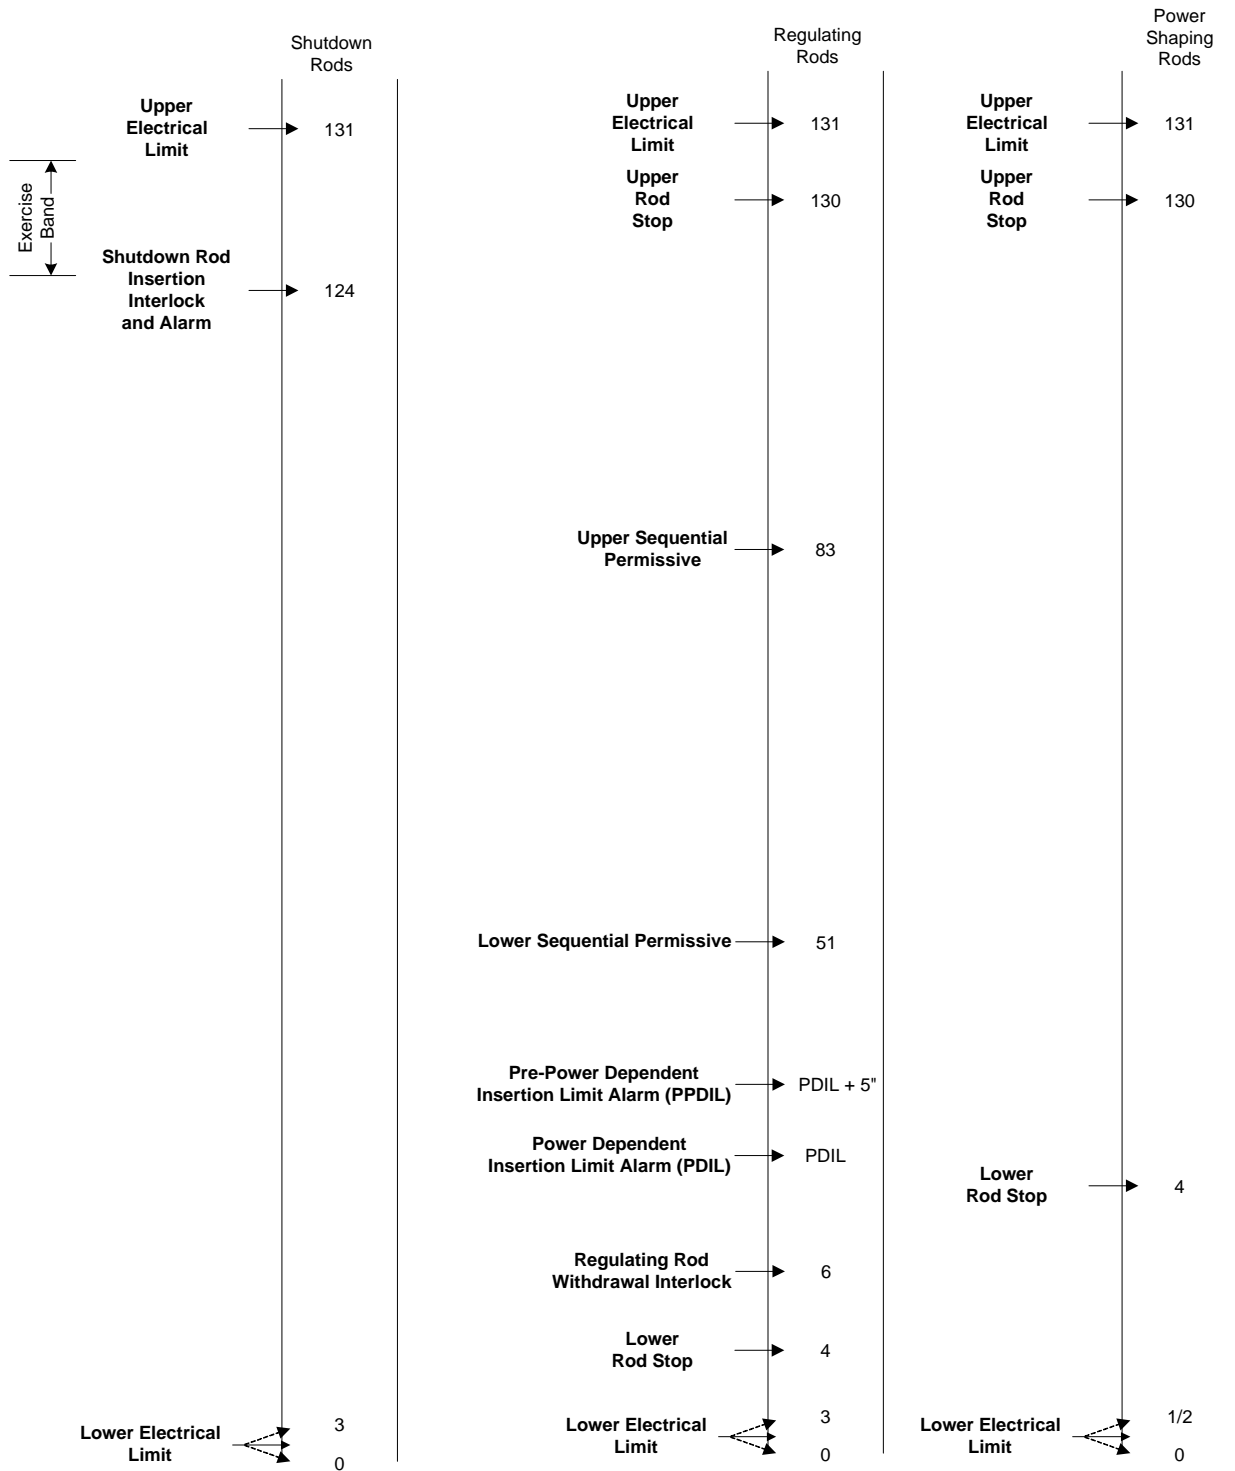 Shutdown
Rods
Upper
Electrical
Limit
131
Exercise
Band
Shutdown Rod
Insertion
Interlock
and Alarm
124
Lower Electrical
Limit
3
0
Regulating
Rods
Upper
Electrical
Limit
131
Upper
Rod
Stop
130
Upper Sequential
Permissive
83
Lower Sequential Permissive
51
Pre-Power Dependent
Insertion Limit Alarm (PPDIL)
PDIL + 5"
Power Dependent
Insertion Limit Alarm (PDIL)
PDIL
Regulating Rod
Withdrawal Interlock
6
Lower
Rod Stop
4
Lower Electrical
Limit
3
0
Power
Shaping
Rods
Upper
Electrical
Limit
131
Upper
Rod
Stop
130
Lower
Rod Stop
4
Lower Electrical
Limit
1/2
0